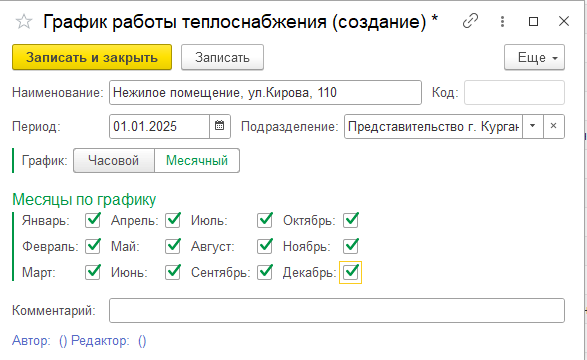 График работы теплоснабжения (создание) *
Записать и закрыть Записать Еще
Наименование: Нежилое помещение, ул.Кирова, 110 Код:
Период: 01.01.2025 Подразделение: Представительство г. Курган
График: Часовой Месячный
Месяцы по графику
Январь: Апрель: Июль: Октябрь:
Февраль: Май: Август: Ноябрь:
Март: Июнь: Сентябрь: Декабрь:
Комментарий:
Автор: () Редактор: ()